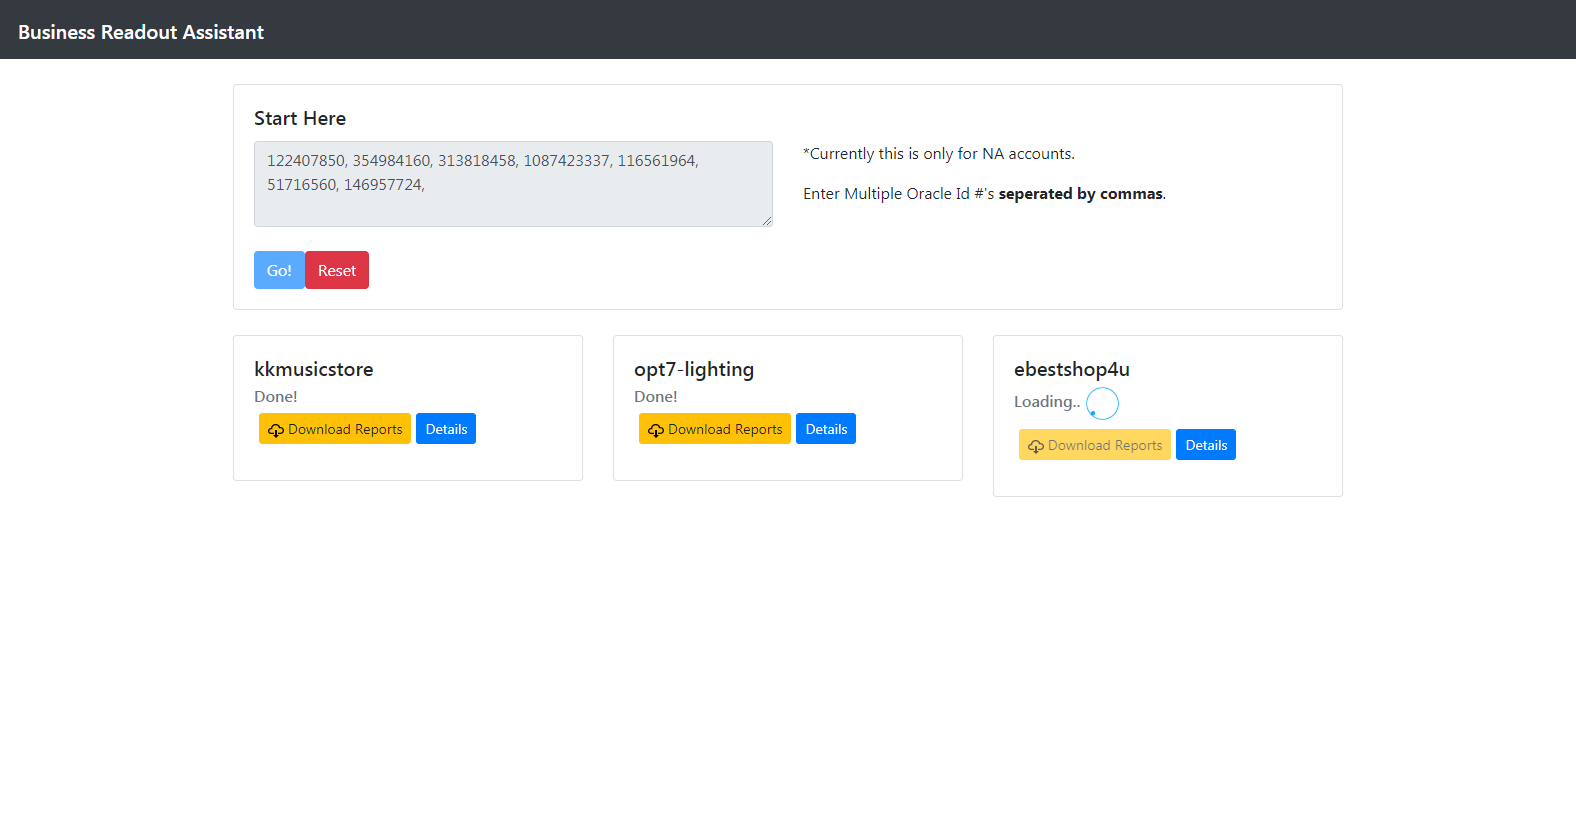 Business Readout Assistant
Start Here
122407850, 354984160, 313818458, 1087423337, 116561964,
51716560, 146957724,
*Currently this is only for NA accounts.
Enter Multiple Oracle Id #'s seperated by commas.
Go! Reset
kkmusicstore
Done!
Download Reports Details
opt7-lighting
Done!
Download Reports Details
ebestshop4u
Loading..
Download Reports Details